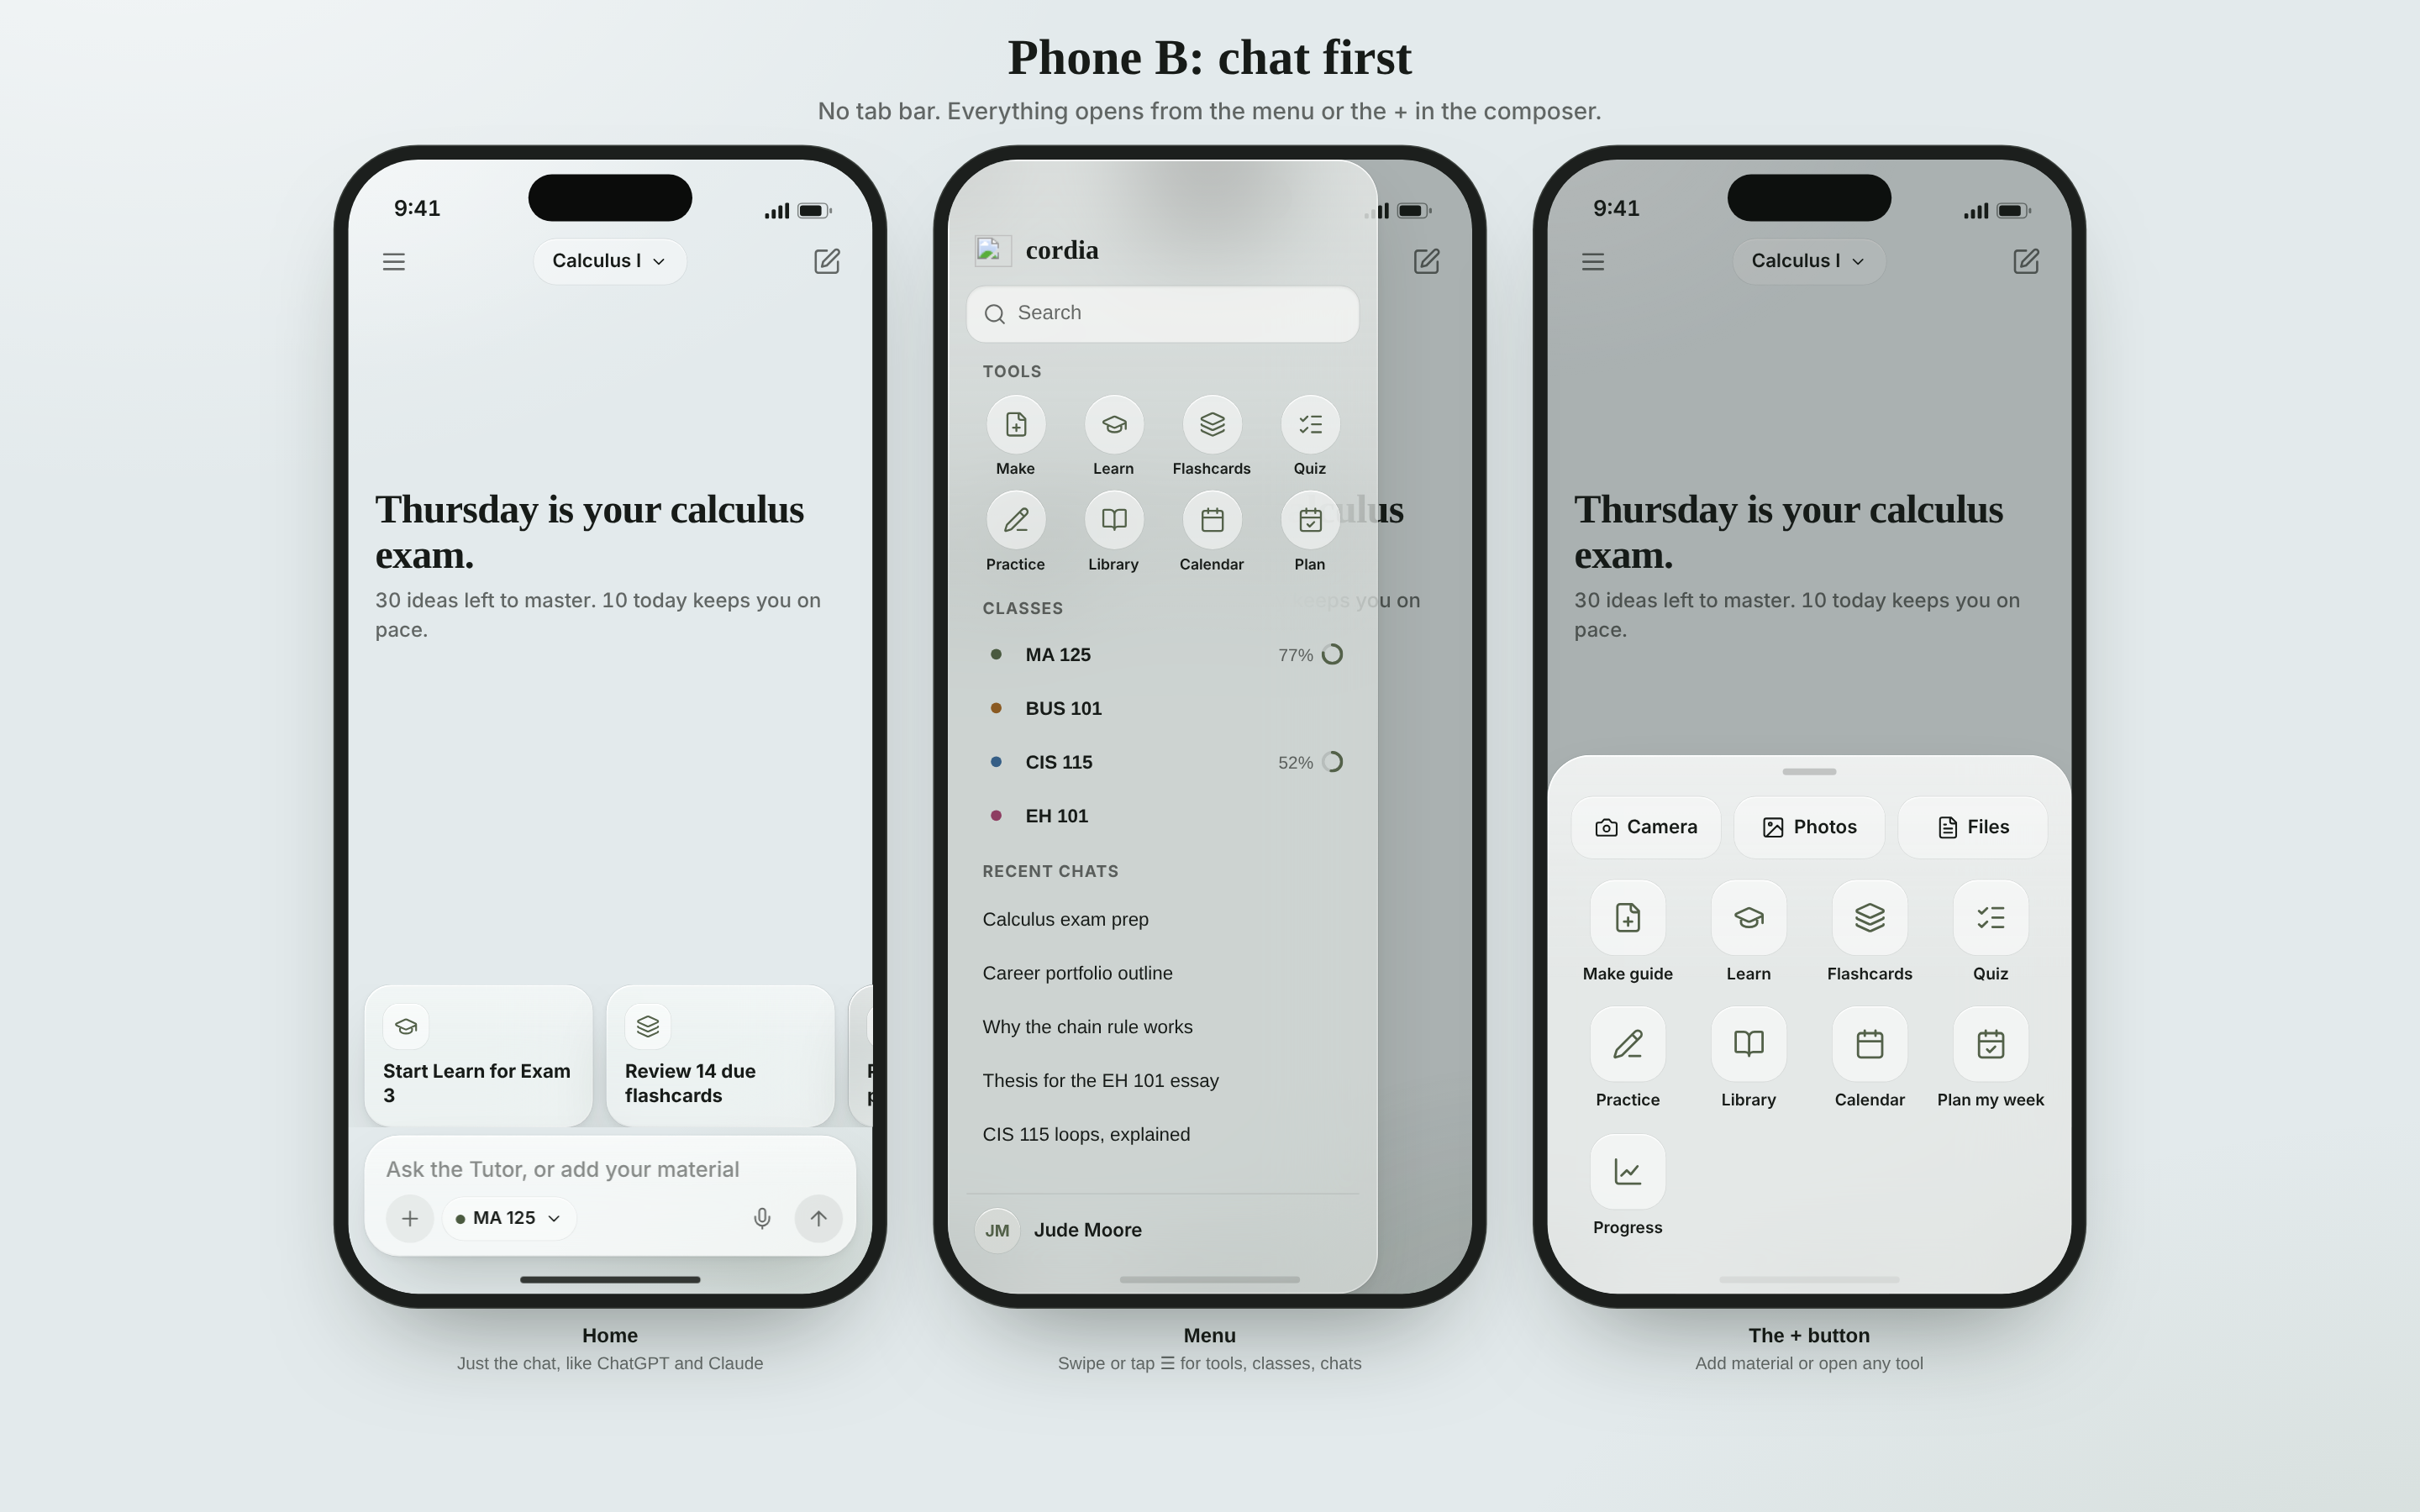 Phone B: chat first
No tab bar. Everything opens from the menu or the + in the composer.
9:41
Calculus I
Thursday is your calculus
exam.
30 ideas left to master. 10 today keeps you on
pace.
Start Learn for Exam
3
Review 14 due
flashcards
Ask the Tutor, or add your material
MA 125
Home
Just the chat, like ChatGPT and Claude
cordia
Search
TOOLS
Make Learn Flashcards Quiz
Practice Library Calendar Plan
CLASSES
MA 125 77%
BUS 101
CIS 115 52%
EH 101
RECENT CHATS
Calculus exam prep
Career portfolio outline
Why the chain rule works
Thesis for the EH 101 essay
CIS 115 loops, explained
JM Jude Moore
you on
Menu
Swipe or tap ☰ for tools, classes, chats
9:41
Calculus I
Thursday is your calculus
exam.
30 ideas left to master. 10 today keeps you on
pace.
Camera Photos Files
Make guide Learn Flashcards Quiz
Practice Library Calendar Plan my week
Progress
The + button
Add material or open any tool